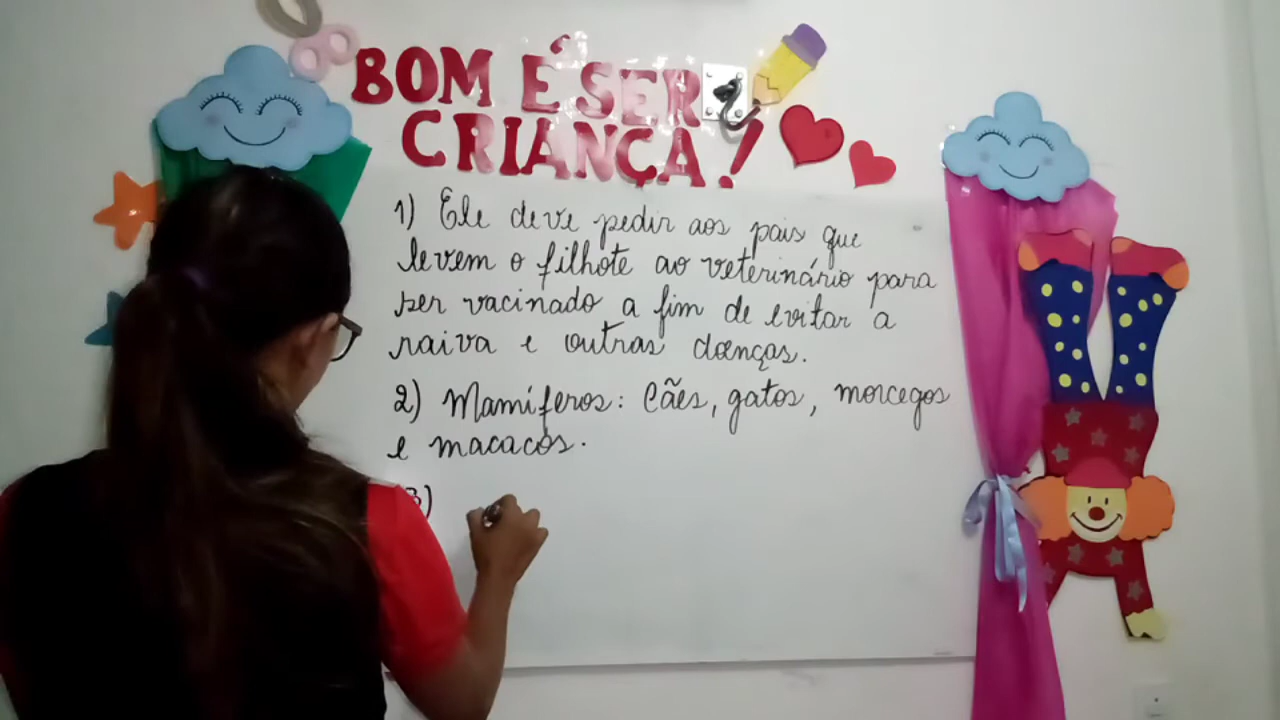 BOM É SER
CRIANÇA!
1) Ele deve pedir aos pais que
levem o filhote ao veterinário para
ser vacinado a fim de evitar a
raiva e outras doenças.
2) Mamíferos: Cães, gatos, morcegos
e macacos.
3)